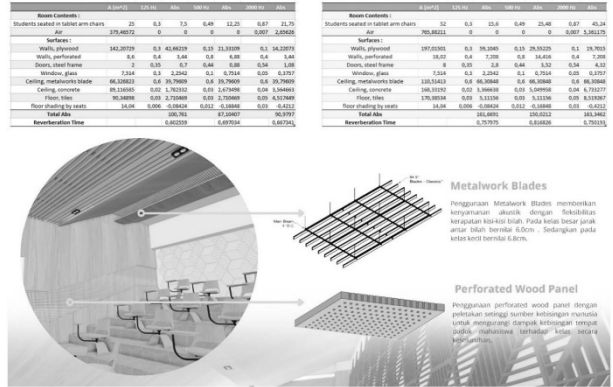 A (m^2) 125 Hz Abs 500 Hz Abs 2000 Hz Abs
Room Contents :
Students seated in tablet arm chairs 25 0,3 7,5 0,49 12,25 0,87 21,75
Air 379,46572 0 0 0 0 0,007 2,65626
Surfaces :
Walls, plywood 142,20729 0,3 42,66219 0,15 21,33109 0,1 14,22073
Walls, perforated 8,6 0,4 3,44 0,8 6,88 0,4 3,44
Doors, steel frame 2 0,35 0,7 0,44 0,88 0,54 1,08
Window, glass 7,514 0,3 2,2542 0,1 0,7514 0,05 0,3757
Ceiling, metalworks blade 66,326823 0,6 39,79609 0,6 39,79609 0,6 39,79609
Ceiling, concrete 89,116585 0,02 1,782332 0,03 2,673498 0,04 3,564663
Floor, tiles 90,34898 0,03 2,710469 0,03 2,710469 0,05 4,517449
floor shading by seats 14,04 0,006 -0,08424 0,012 -0,16848 0,03 -0,4212
Total Abs 100,761 87,10407 90,9797
Reverberation Time 0,602559 0,697034 0,667341
A (m^2) 125 Hz Abs 500 Hz Abs 2000 Hz Abs
Room Contents :
Students seated in tablet arm chairs 52 0,3 15,6 0,49 25,48 0,87 45,24
Air 765,88211 0 0 0 0 0,007 5,361175
Surfaces :
Walls, plywood 197,01501 0,3 59,1045 0,15 29,55225 0,1 19,7015
Walls, perforated 18,02 0,4 7,208 0,8 14,416 0,4 7,208
Doors, steel frame 8 0,35 2,8 0,44 3,52 0,54 4,32
Window, glass 7,514 0,3 2,2542 0,1 0,7514 0,05 0,3757
Ceiling, metalworks blade 110,51413 0,6 66,30848 0,6 66,30848 0,6 66,30848
Ceiling, concrete 168,33192 0,02 3,366638 0,03 5,049958 0,04 6,733277
Floor, tiles 170,38534 0,03 5,11156 0,03 5,11156 0,05 8,519267
floor shading by seats 14,04 0,006 -0,08424 0,012 -0,16848 0,03 -0,4212
Total Abs 161,6691 150,0212 163,3462
Reverberation Time 0,757975 0,816826 0,750193
Metalwork Blades
Penggunaan Metalwork Blades memberikan
kenyamanan akustik dengan fleksibilitas
kerapatan kisi-kisi bilah. Pada kelas besar jarak
antar bilah bernilai 6,0cm . Sedangkan pada
kelas kecil bernilai 6,8cm.
Perforated Wood Panel
Penggunaan perforated wood panel dengan
peletakan setinggi sumber kebisingan manusia
untuk mengurangi dampak kebisingan tempat
duduk mahasiswa terhadap kelas secara
keseluruhan.